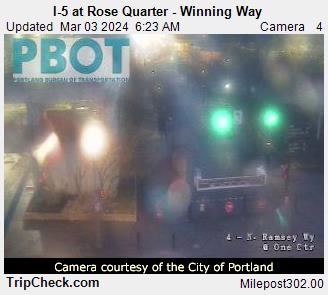 I-5 at Rose Quarter - Winning Way
Updated Mar 03 2024 6:23 AM Camera 4
PBOT
PORTLAND BUREAU OF TRANSPORTATION
4 - N. Ramsey Wy
@ One Ctr
Camera courtesy of the City of Portland
TripCheck.com Milepost302.00